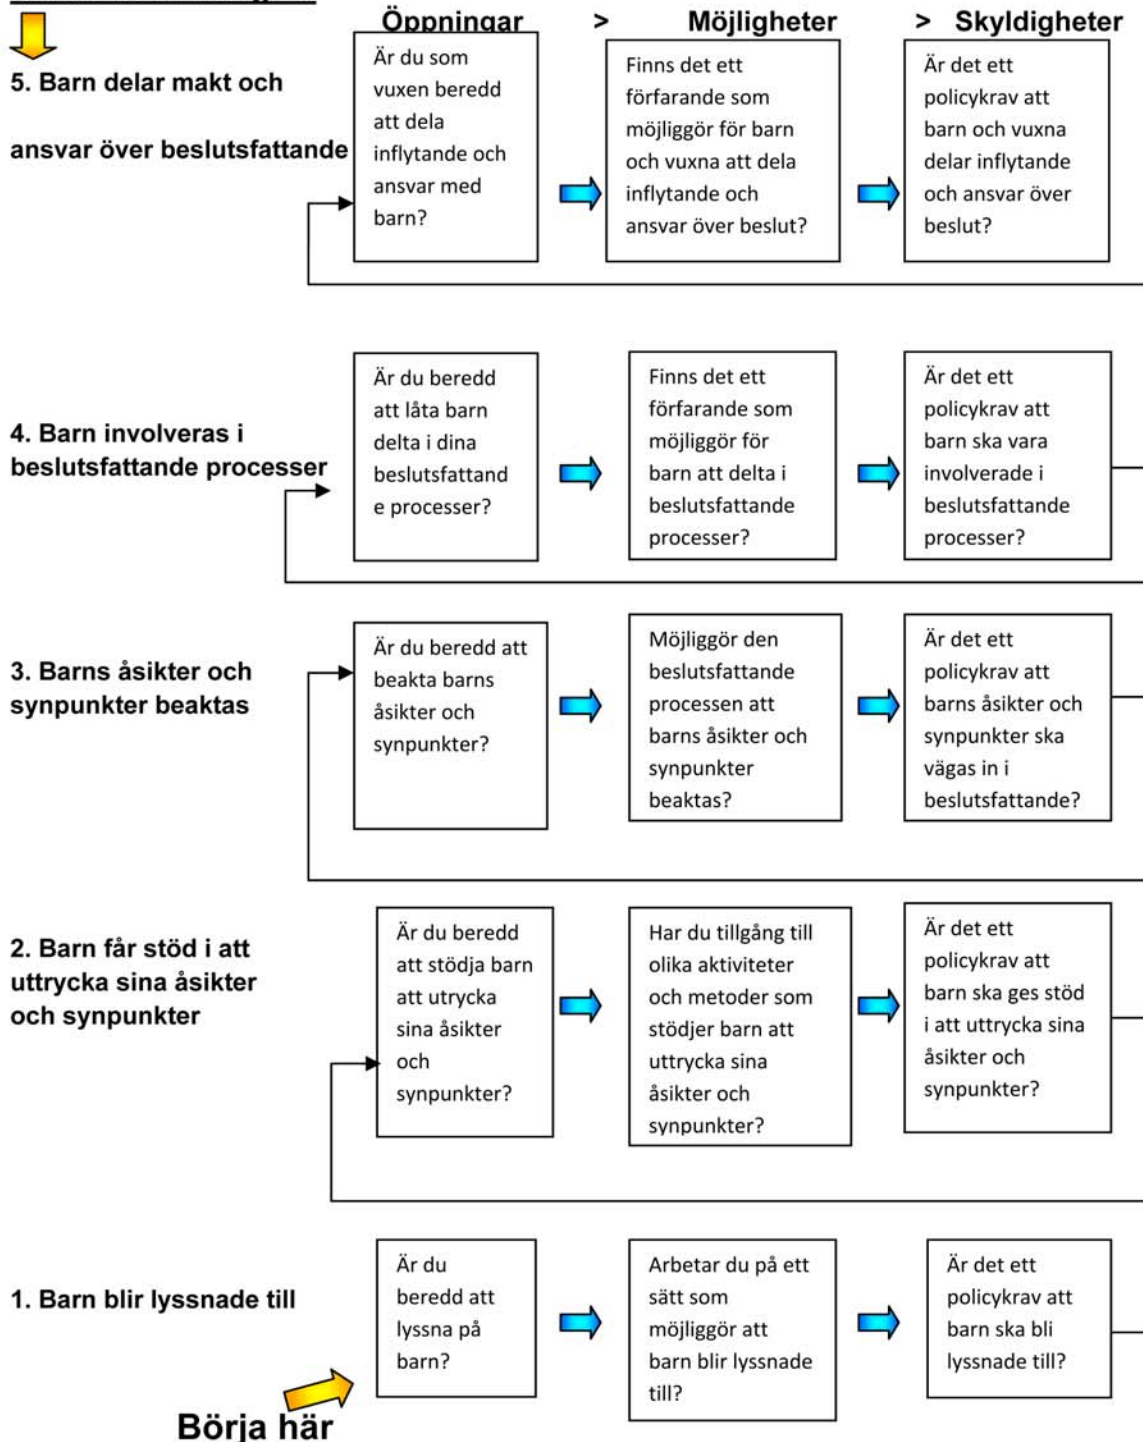 Öppningar > Möjligheter > Skyldigheter
5. Barn delar makt och
ansvar över beslutsfattande
Är du som
vuxen beredd
att dela
inflytande och
ansvar med
barn?
Finns det ett
förfarande som
möjliggör för barn
och vuxna att dela
inflytande och
ansvar över beslut?
Är det ett
policykrav att
barn och vuxna
delar inflytande
och ansvar över
beslut?
4. Barn involveras i
beslutsfattande processer
Är du beredd
att låta barn
delta i dina
beslutsfattand
e processer?
Finns det ett
förfarande som
möjliggör för
barn att delta i
beslutsfattande
processer?
Är det ett
policykrav att
barn ska vara
involverade i
beslutsfattande
processer?
3. Barns åsikter och
synpunkter beaktas
Är du beredd att
beakta barns
åsikter och
synpunkter?
Möjliggör den
beslutsfattande
processen att
barns åsikter och
synpunkter
beaktas?
Är det ett
policykrav att
barns åsikter och
synpunkter ska
vägas in i
beslutsfattande?
2. Barn får stöd i att
uttrycka sina åsikter
och synpunkter
Är du beredd
att stödja barn
att utrycka
sina åsikter
och
synpunkter?
Har du tillgång till
olika aktiviteter
och metoder som
stödjer barn att
uttrycka sina
åsikter och
synpunkter?
Är det ett
policykrav att
barn ska ges stöd
i att uttrycka sina
åsikter och
synpunkter?
1. Barn blir lyssnade till
Är du
beredd att
lyssna på
barn?
Arbetar du på ett
sätt som
möjliggör att
barn blir lyssnade
till?
Är det ett
policykrav att
barn ska bli
lyssnade till?
Börja här